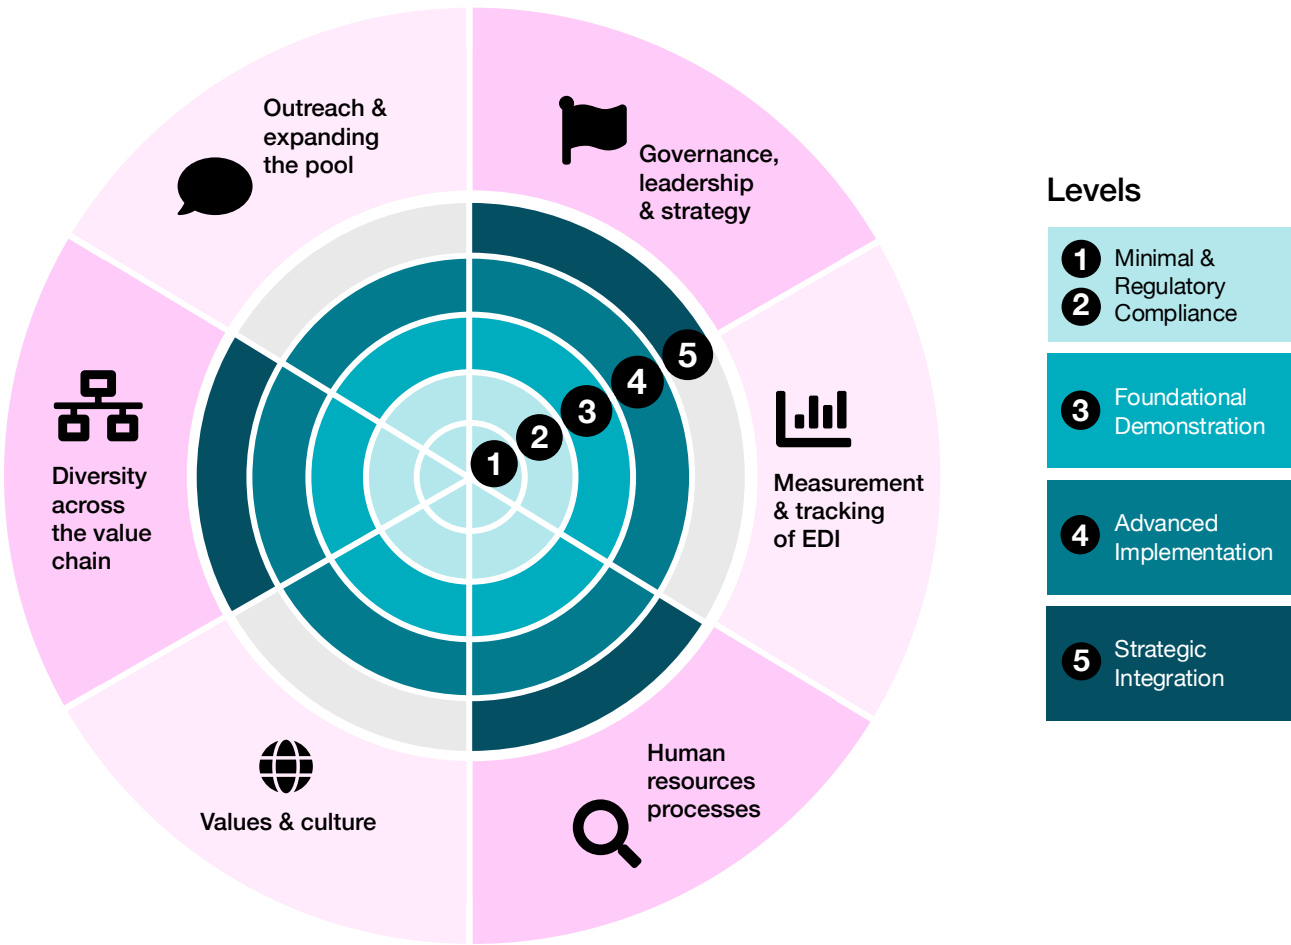 Outreach &
expanding
the pool
Governance,
leadership
& strategy
Measurement
& tracking
of EDI
Human
resources
processes
Values & culture
Diversity
across
the value
chain
1
2
3
4
5
Levels
1 Minimal &
Regulatory
2 Compliance
3 Foundational
Demonstration
4 Advanced
Implementation
5 Strategic
Integration